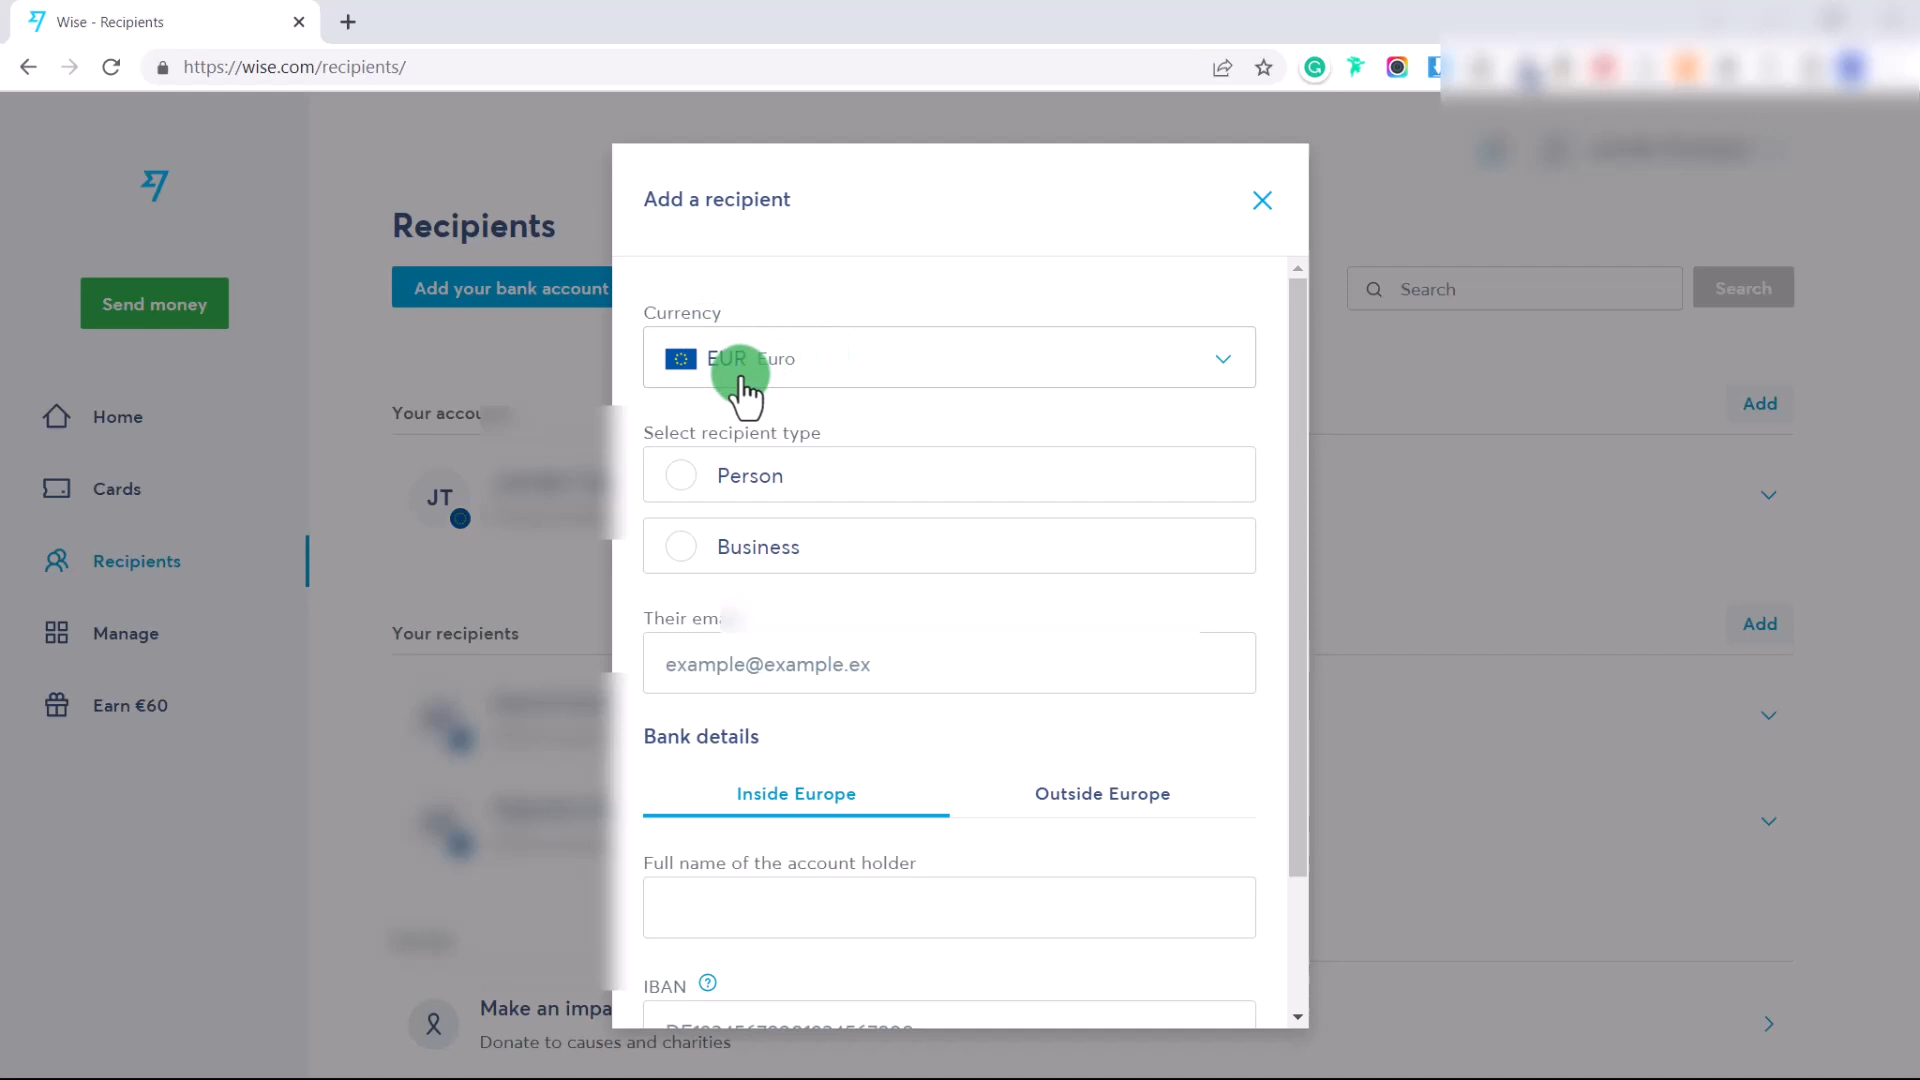 Wise - Recipients
https://wise.com/recipients/
Send money
Home
Cards
Recipients
Manage
Earn €60
Recipients
Add your bank account
Search
Search
Your
Add
JT
Your recipients
Add
Make an
Donate to causes and charities
Add a recipient
Currency
EUR Euro
Select recipient type
Person
Business
Their
example@example.ex
Bank details
Inside Europe
Outside Europe
Full name of the account holder
IBAN ?